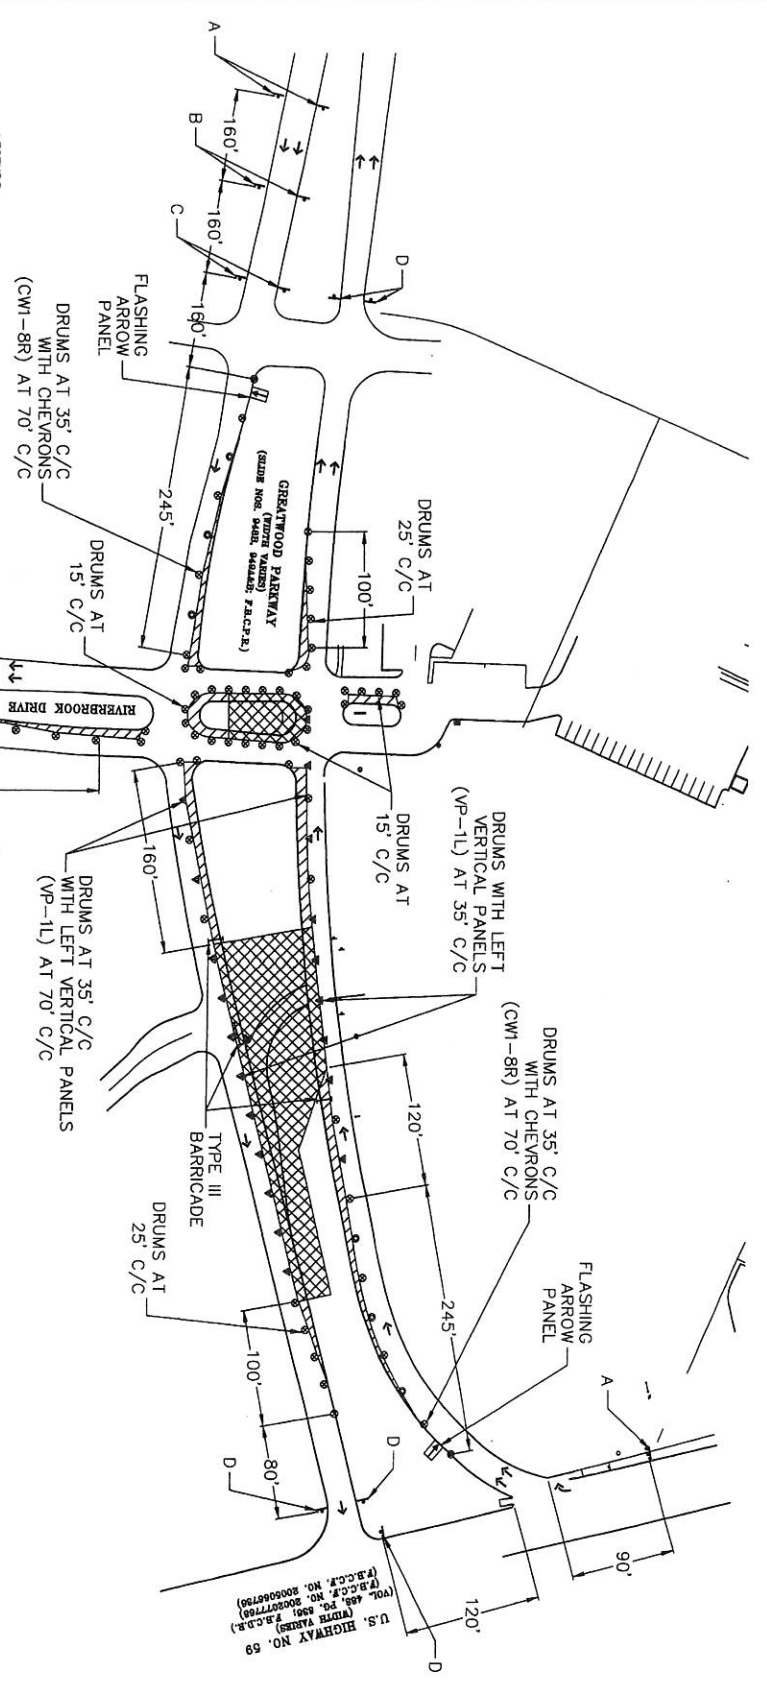 A
160'
B
160'
C
160'
D
FLASHING
ARROW
PANEL
DRUMS AT 35' C/C
WITH CHEVRONS
(CW1-8R) AT 70' C/C
245'
GREATWOOD PARKWAY
(WIDTH VARIES)
DRUMS AT
25' C/C
100'
DRUMS AT
15' C/C
RIVERBROOK DRIVE
160'
DRUMS AT
15' C/C
DRUMS WITH LEFT
VERTICAL PANELS
(VP-1L) AT 35' C/C
DRUMS AT 35' C/C
WITH LEFT VERTICAL PANELS
(VP-1L) AT 70' C/C
DRUMS AT 35' C/C
WITH CHEVRONS
(CW1-8R) AT 70' C/C
120'
TYPE III
BARRICADE
DRUMS AT
25' C/C
245'
FLASHING
ARROW
PANEL
100'
80'
A
90'
D
D
120'
D
U.S. HIGHWAY NO. 59
(WIDTH VARIES)